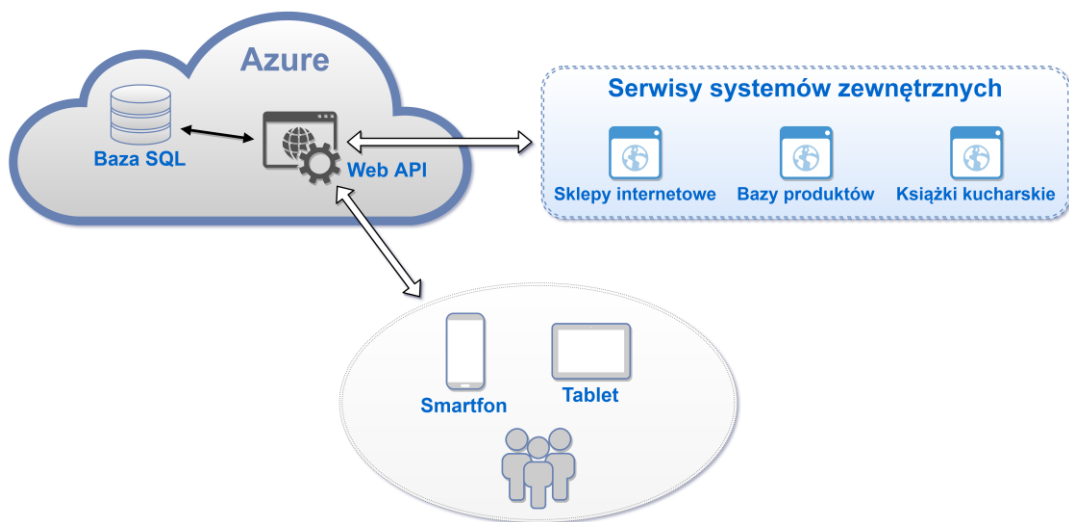 Azure
Baza SQL
Web API
Serwisy systemów zewnętrznych
Sklepy internetowe
Bazy produktów
Książki kucharskie
Smartfon
Tablet